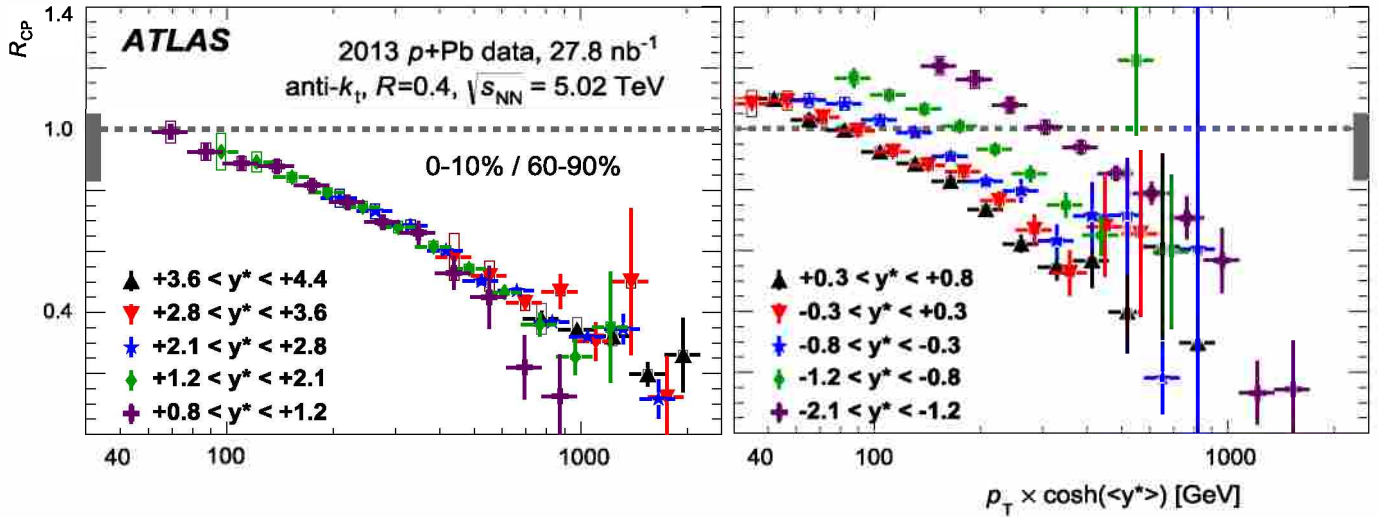 R_CP
1.4
1.0
0.4
ATLAS
2013 p+Pb data, 27.8 nb⁻¹
anti-k_t, R=0.4, √s_NN = 5.02 TeV
0-10% / 60-90%
+3.6 < y* < +4.4
+2.8 < y* < +3.6
+2.1 < y* < +2.8
+1.2 < y* < +2.1
+0.8 < y* < +1.2
40 100 1000
+0.3 < y* < +0.8
-0.3 < y* < +0.3
-0.8 < y* < -0.3
-1.2 < y* < -0.8
-2.1 < y* < -1.2
40 100 1000
p_T × cosh(<y*>) [GeV]